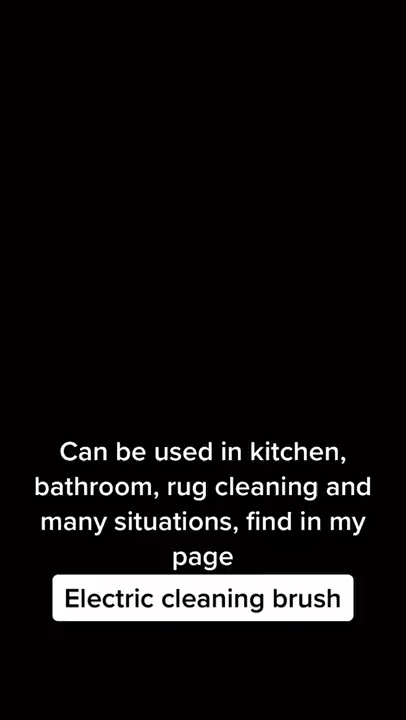 Can be used in kitchen,
bathroom, rug cleaning and
many situations, find in my
page
Electric cleaning brush